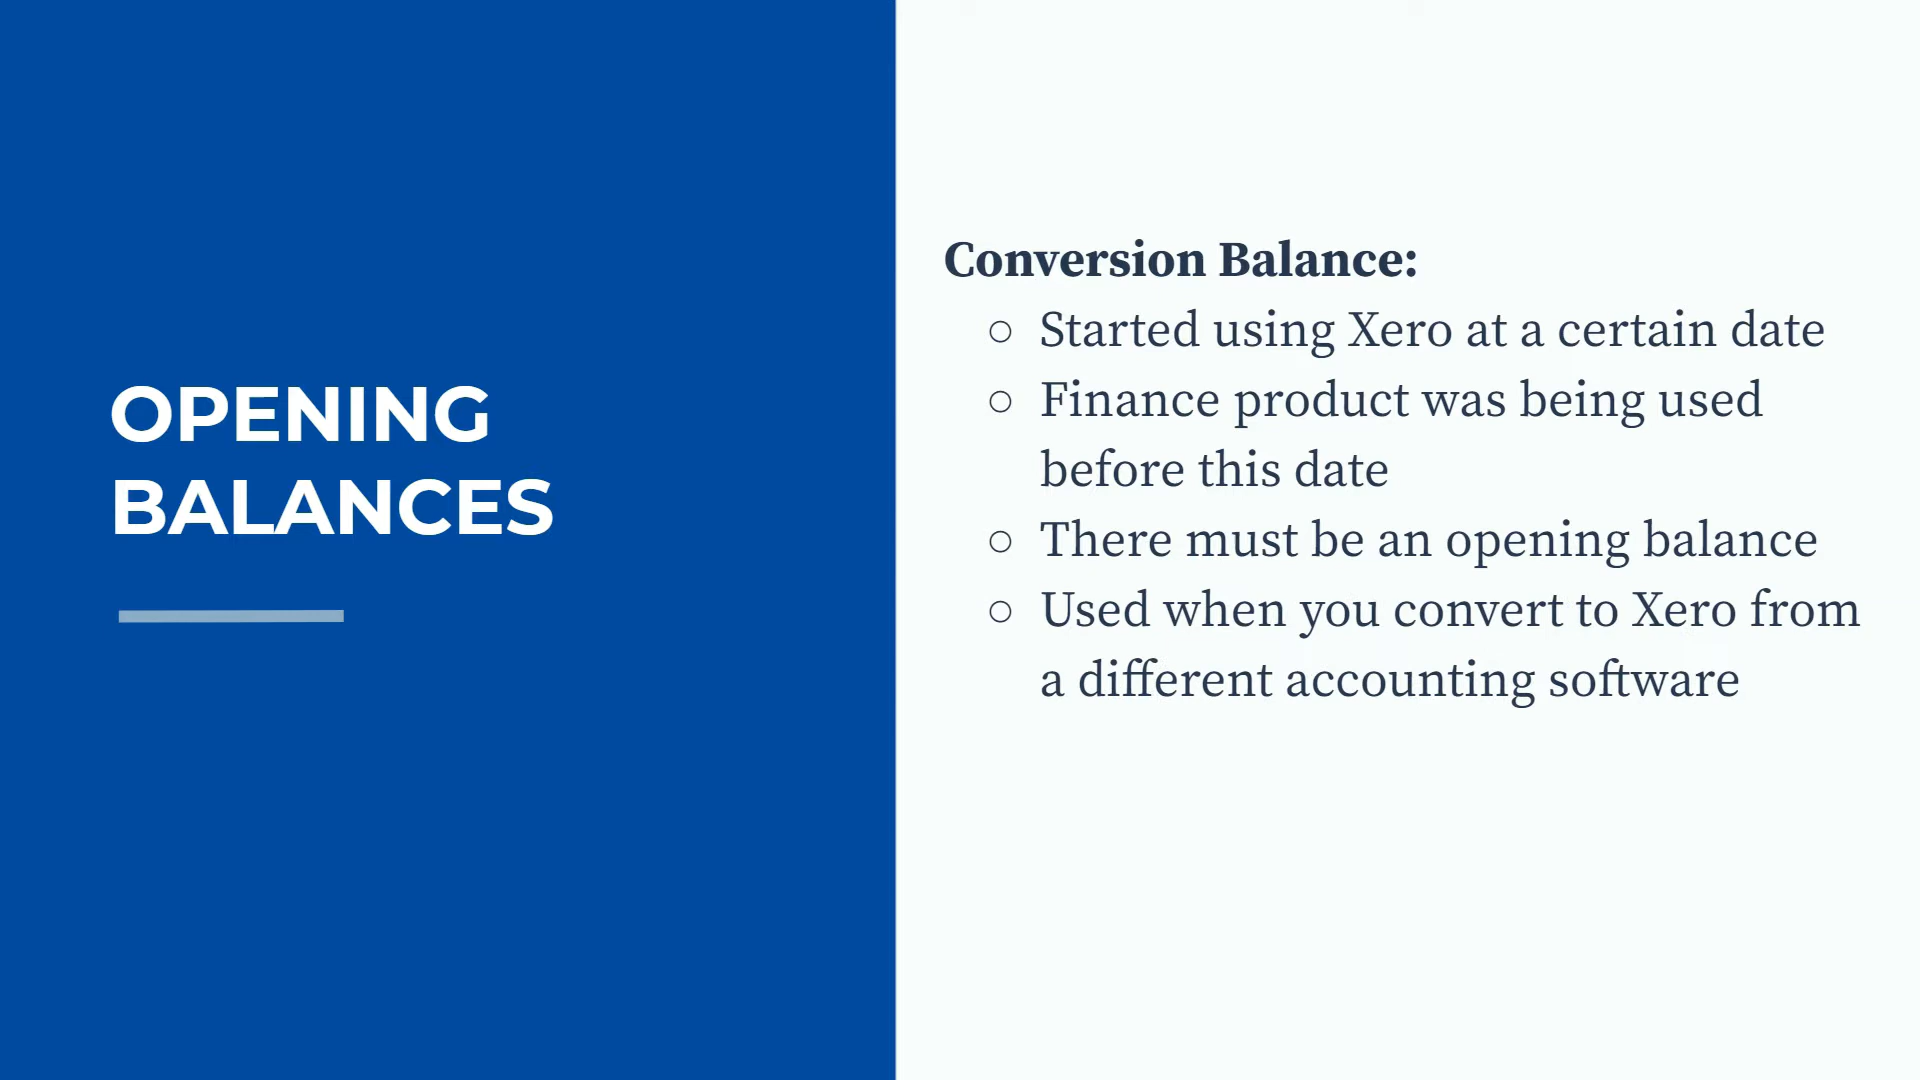 OPENING
BALANCES
Conversion Balance:
○ Started using Xero at a certain date
○ Finance product was being used
before this date
○ There must be an opening balance
○ Used when you convert to Xero from
a different accounting software